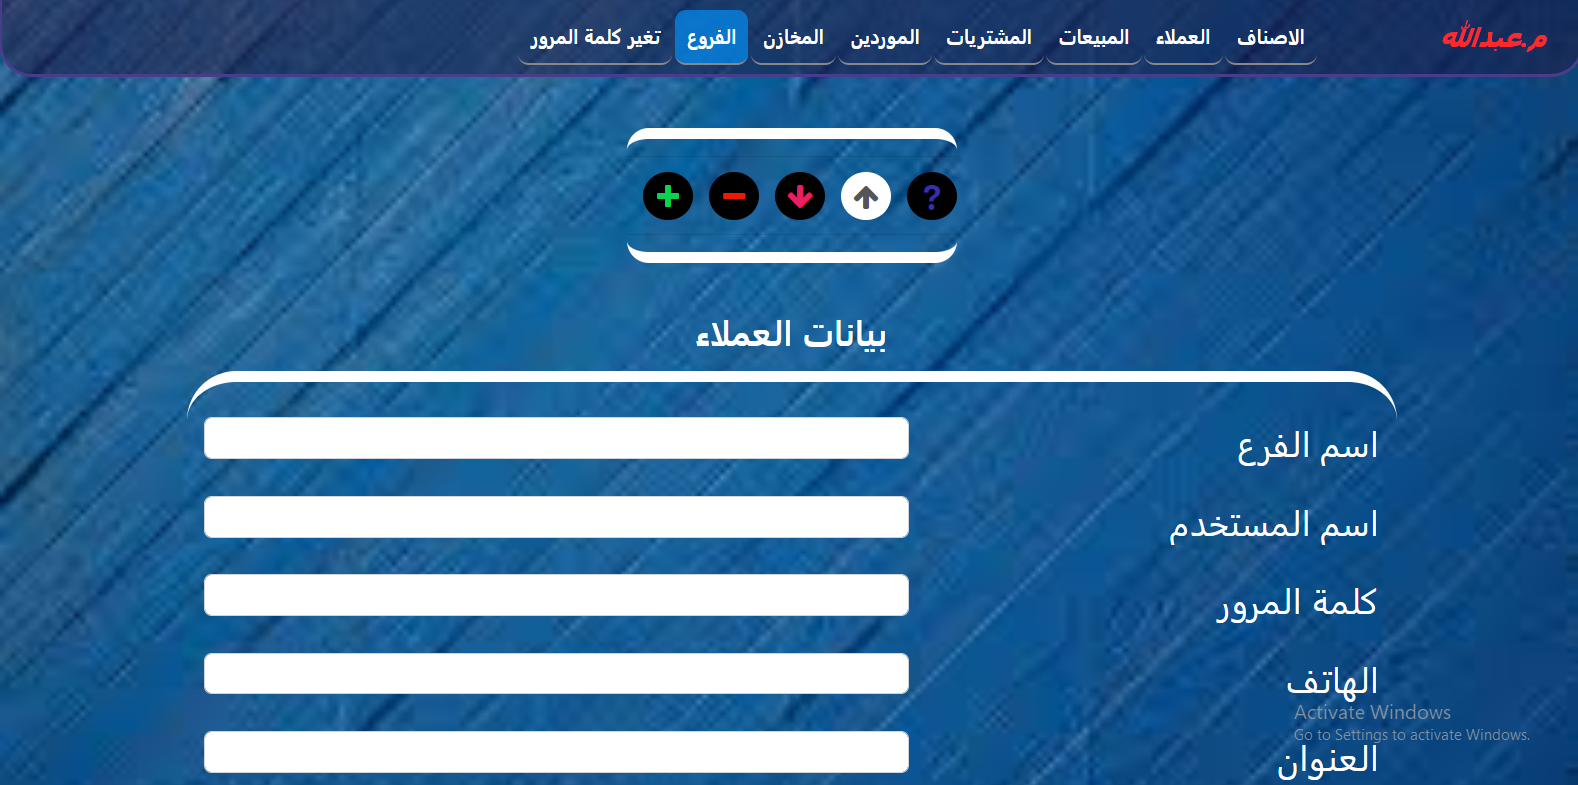 م.عبدالله
الاصناف العملاء المبيعات المشتريات الموردين المخازن الفروع تغير كلمة المرور
?
بيانات العملاء
اسم الفرع
اسم المستخدم
كلمة المرور
الهاتف
Activate Windows
Go to Settings to activate Windows.
العنوان